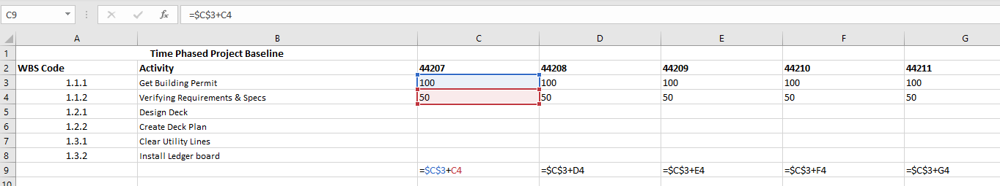 C9 fx =$C$3+C4
A B C D E F G
1 Time Phased Project Baseline
2 WBS Code Activity 44207 44208 44209 44210 44211
3 1.1.1 Get Building Permit 100 100 100 100 100
4 1.1.2 Verifying Requirements & Specs 50 50 50 50 50
5 1.2.1 Design Deck
6 1.2.2 Create Deck Plan
7 1.3.1 Clear Utility Lines
8 1.3.2 Install Ledger board
9 =$C$3+C4 =$C$3+D4 =$C$3+E4 =$C$3+F4 =$C$3+G4
10